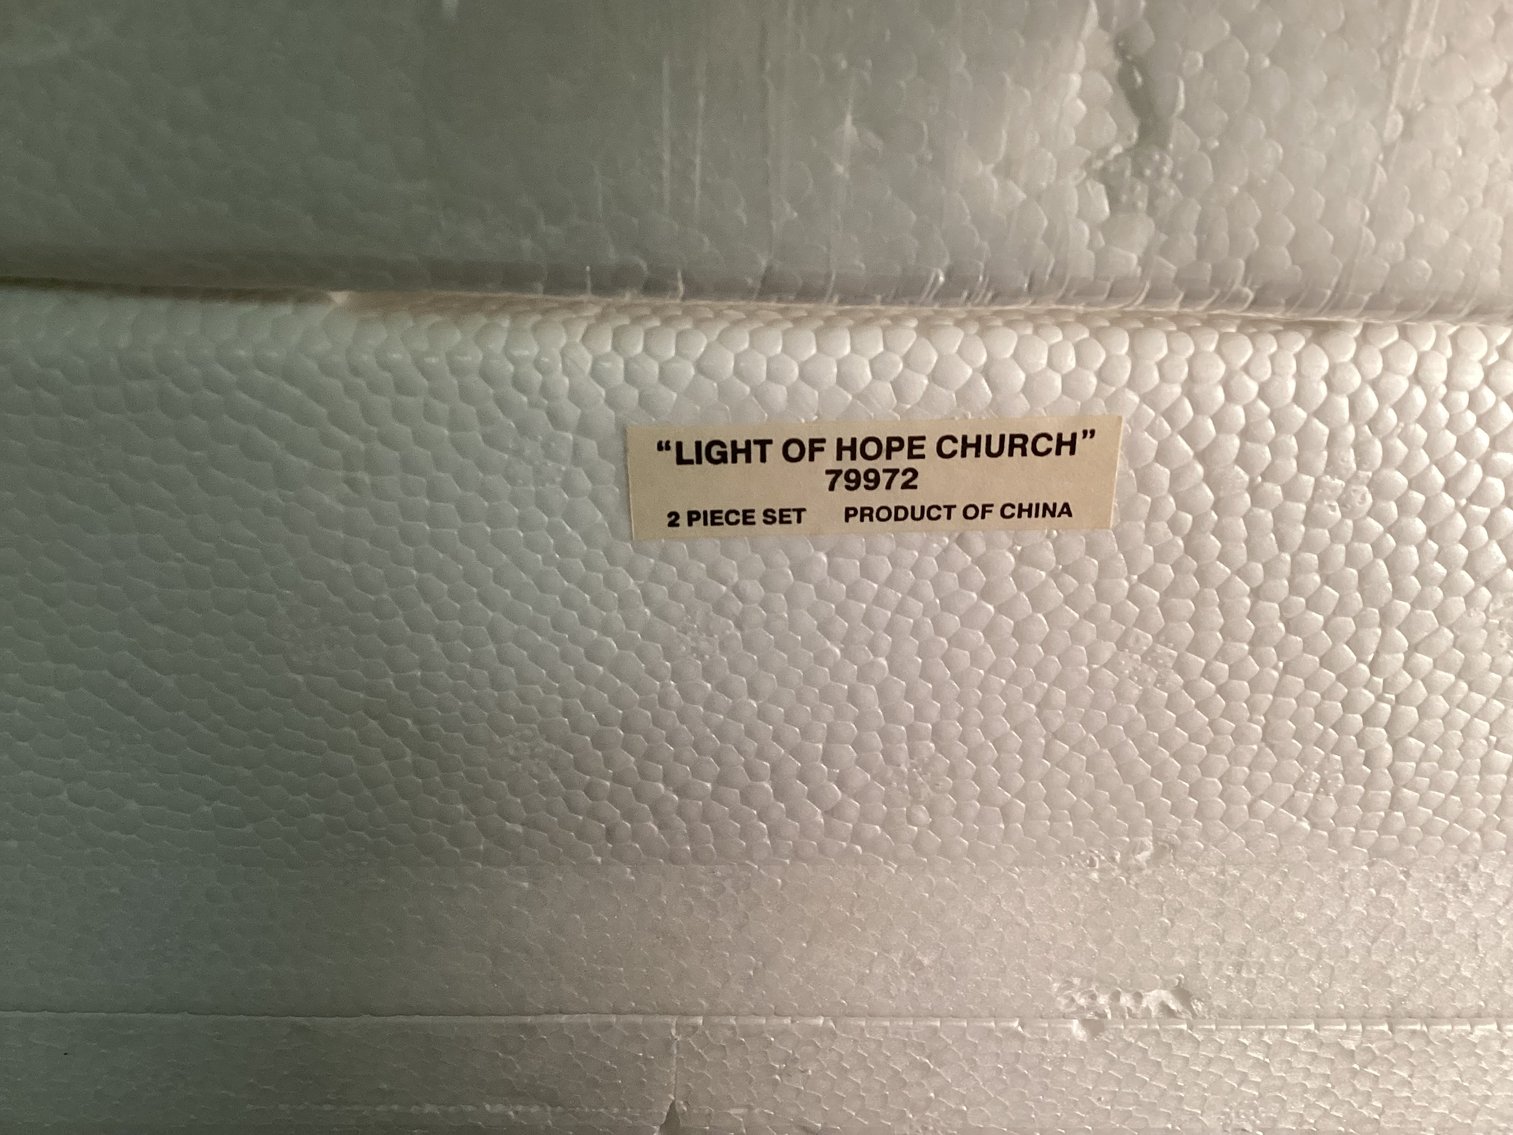 “LIGHT OF HOPE CHURCH”
79972
2 PIECE SET PRODUCT OF CHINA